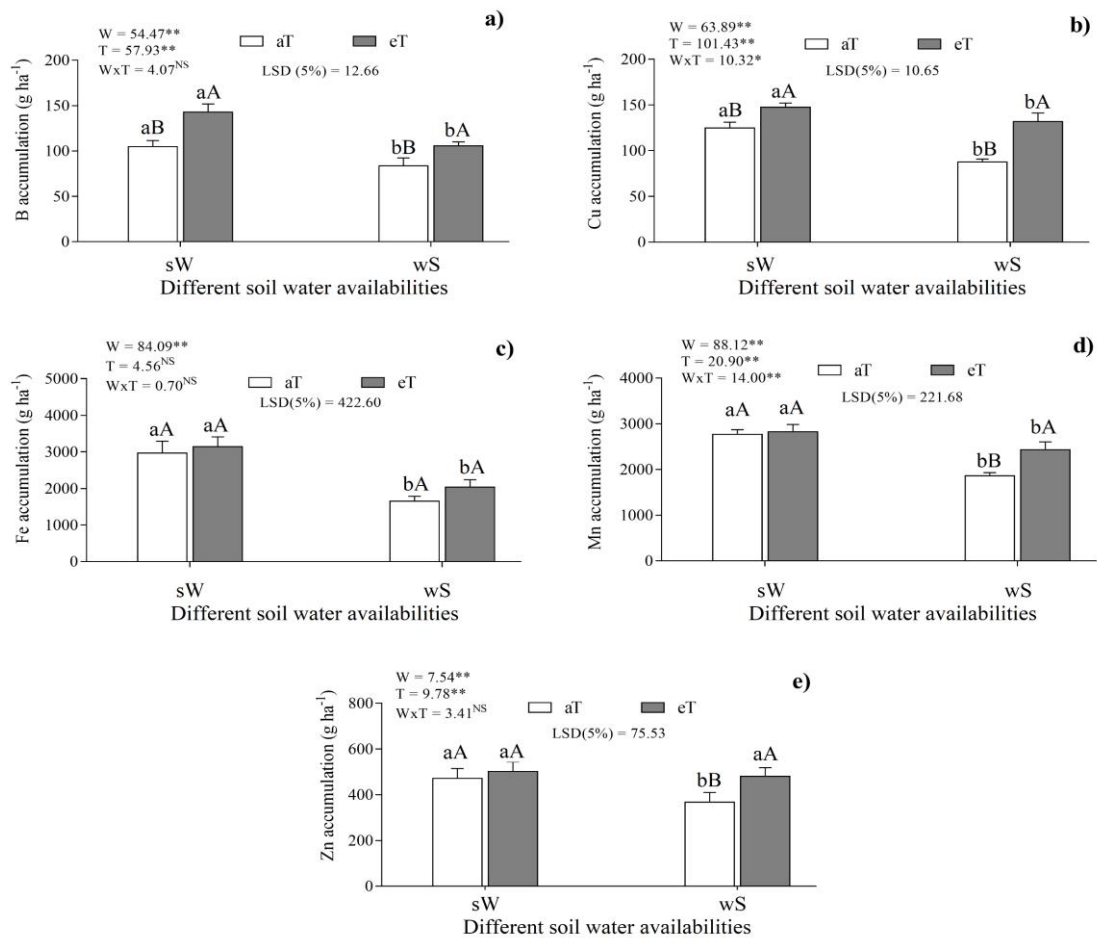 a)
W = 54.47**
T = 57.93**
WxT = 4.07NS
aT
eT
LSD (5%) = 12.66
B accumulation (g ha-1)
200
150
100
50
0
aB
aA
bB
bA
sW
wS
Different soil water availabilities
b)
W = 63.89**
T = 101.43**
WxT = 10.32*
aT
eT
LSD(5%) = 10.65
Cu accumulation (g ha-1)
200
150
100
50
0
aB
aA
bB
bA
sW
wS
Different soil water availabilities
c)
W = 84.09**
T = 4.56NS
WxT = 0.70NS
aT
eT
LSD(5%) = 422.60
Fe accumulation (g ha-1)
5000
4000
3000
2000
1000
0
aA
aA
bA
bA
sW
wS
Different soil water availabilities
d)
W = 88.12**
T = 20.90**
WxT = 14.00**
aT
eT
LSD(5%) = 221.68
Mn accumulation (g ha-1)
4000
3000
2000
1000
0
aA
aA
bB
bA
sW
wS
Different soil water availabilities
e)
W = 7.54**
T = 9.78**
WxT = 3.41NS
aT
eT
LSD(5%) = 75.53
Zn accumulation (g ha-1)
800
600
400
200
0
aA
aA
bB
aA
sW
wS
Different soil water availabilities